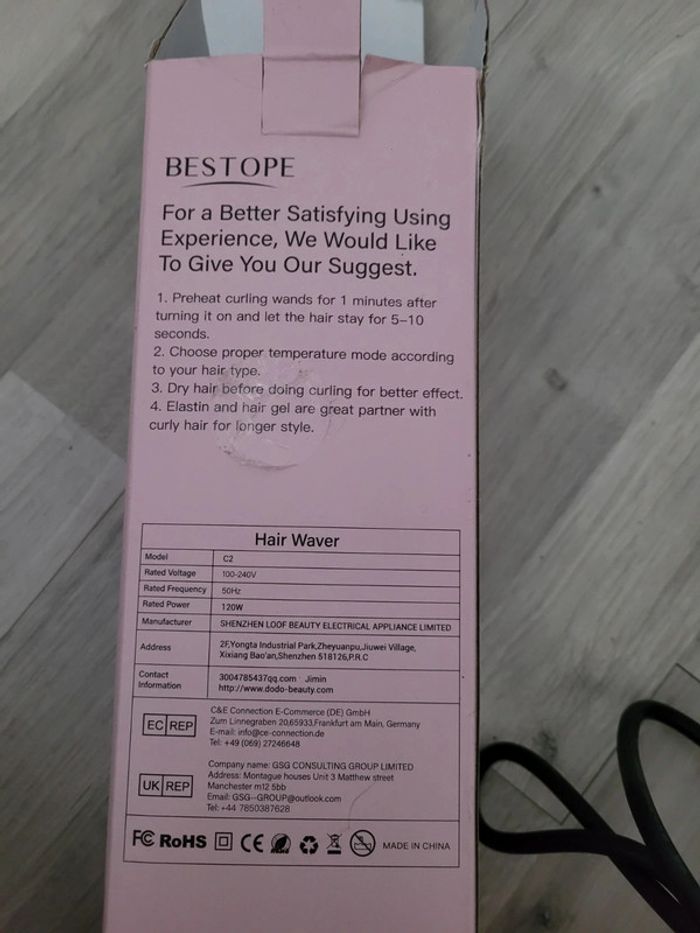 BESTOPE
For a Better Satisfying Using
Experience, We Would Like
To Give You Our Suggest.
1. Preheat curling wands for 1 minutes after
turning it on and let the hair stay for 5–10
seconds.
2. Choose proper temperature mode according
to your hair type.
3. Dry hair before doing curling for better effect.
4. Elastin and hair gel are great partner with
curly hair for longer style.
Hair Waver
Model C2
Rated Voltage 100-240V
Rated Frequency 50Hz
Rated Power 120W
Manufacturer SHENZHEN LOOF BEAUTY ELECTRICAL APPLIANCE LIMITED
Address 2F,Yongta Industrial Park,Zheyuanpu,Jiuwei Village,
Xixiang Bao'an,Shenzhen 518126,P.R.C
Contact
Information
3004785437qq.com Jimin
http://www.dodo-beauty.com
EC REP
C&E Connection E-Commerce (DE) GmbH
Zum Linnegraben 20,65933,Frankfurt am Main, Germany
E-mail: info@ce-connection.de
Tel: +49 (069) 27246648
UK REP
Company name: GSG CONSULTING GROUP LIMITED
Address: Montague houses Unit 3 Matthew street
Manchester m12 5bb
Email: GSG--GROUP@outlook.com
Tel: +44 7850387628
FC RoHS CE MADE IN CHINA